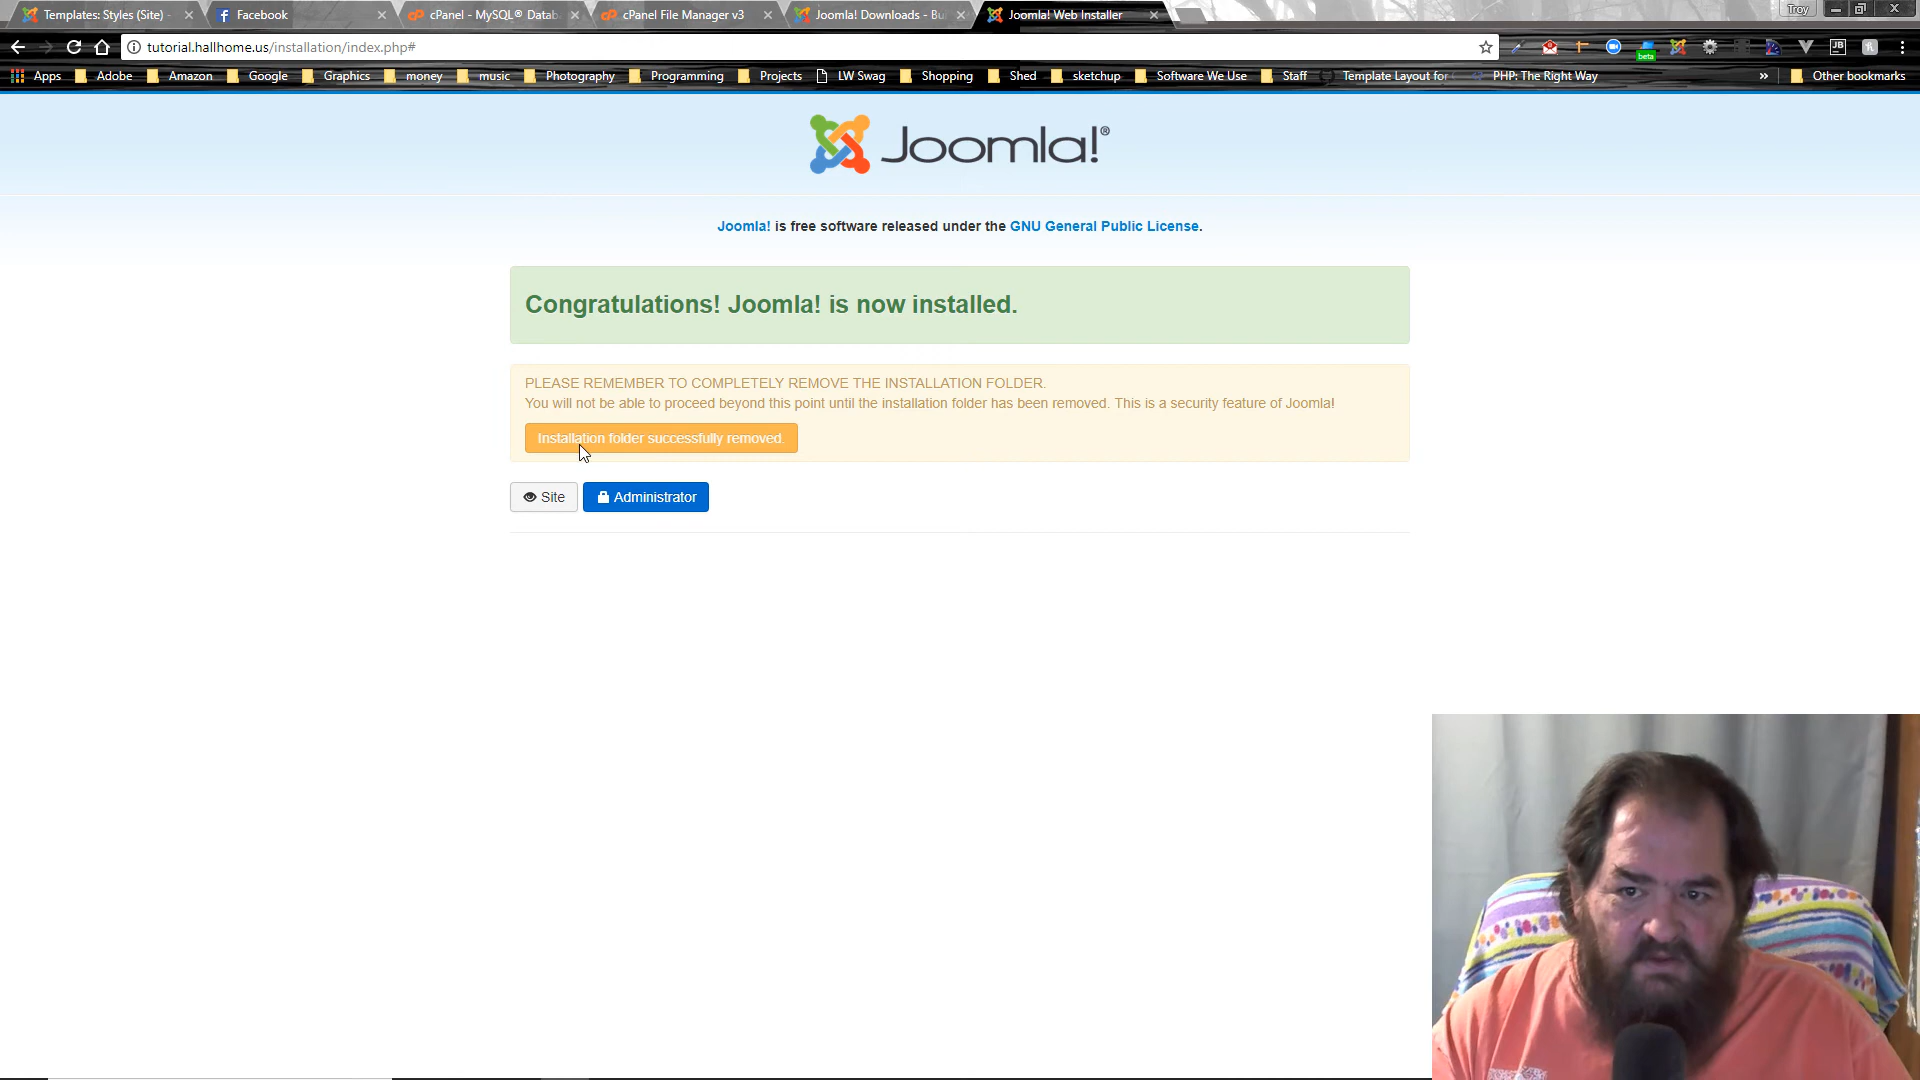 Templates: Styles (Site) -
Facebook
cPanel - MySQL® Datab
cPanel File Manager v3
Joomla! Downloads - Bu
Joomla! Web Installer
Troy
tutorial.hallhome.us/installation/index.php#
beta
JB
Apps
Adobe
Amazon
Google
Graphics
money
music
Photography
Programming
Projects
LW Swag
Shopping
Shed
sketchup
Software We Use
Staff
Template Layout for
PHP: The Right Way
»
Other bookmarks
Joomla!®
Joomla! is free software released under the GNU General Public License.
Congratulations! Joomla! is now installed.
PLEASE REMEMBER TO COMPLETELY REMOVE THE INSTALLATION FOLDER.
You will not be able to proceed beyond this point until the installation folder has been removed. This is a security feature of Joomla!
Installation folder successfully removed.
Site
Administrator